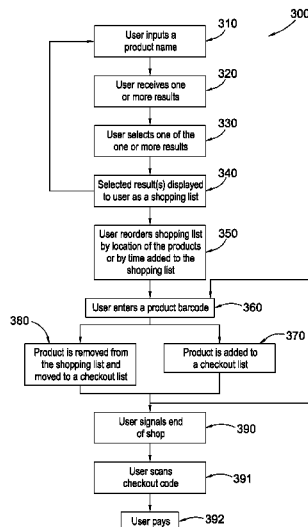 300
User inputs a
product name
310
User receives one
or more results
320
User selects one of the
one or more results
330
Selected result(s) displayed
to user as a shopping list
340
User reorders shopping list
by location of the products
or by time added to the
shopping list
350
User enters a product barcode
360
380
Product is removed from
the shopping list and
moved to a checkout list
Product is added to
a checkout list
370
User signals end
of shop
390
User scans
checkout code
391
User pays
392